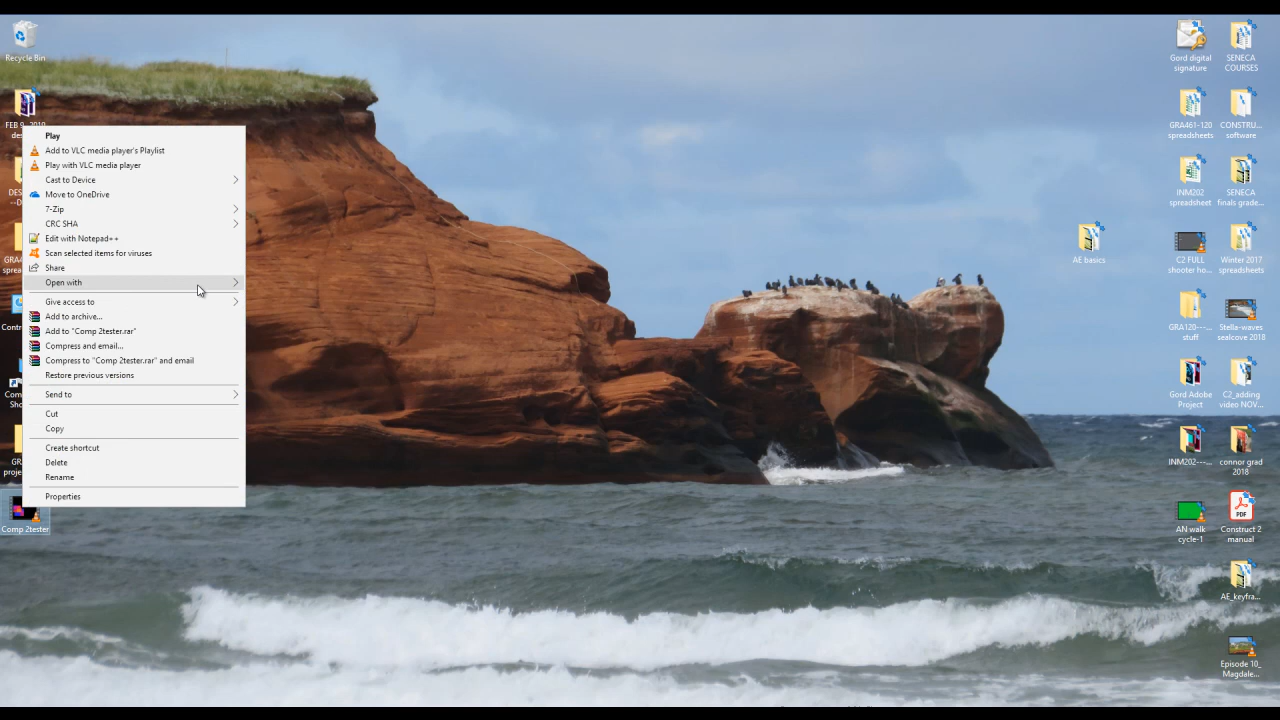 Recycle Bin
FEB 9
Play
Add to VLC media player's Playlist
Play with VLC media player
Cast to Device
Move to OneDrive
7-Zip
CRC SHA
Edit with Notepad++
Scan selected items for viruses
Share
Open with
Give access to
Add to archive...
Add to "Comp 2tester.rar"
Compress and email...
Compress to "Comp 2tester.rar" and email
Restore previous versions
Send to
Cut
Copy
Create shortcut
Delete
Rename
Properties
Comp 2tester
AE basics
Gord digital
signature
GRA461-120
spreadsheets
INM202
spreadsheet
C2 FULL
shooter ho...
GRA120---...
stuff
Gord Adobe
Project
INM202---...
AN walk
cycle-1
SENECA
COURSES
CONSTRU...
software
SENECA
finals grade...
Winter 2017
spreadsheets
Stella-waves
sealcove 2018
C2_adding
video NOV...
connor grad
2018
PDF
Construct 2
manual
AE_keyfra...
Episode 10_
Magdale...